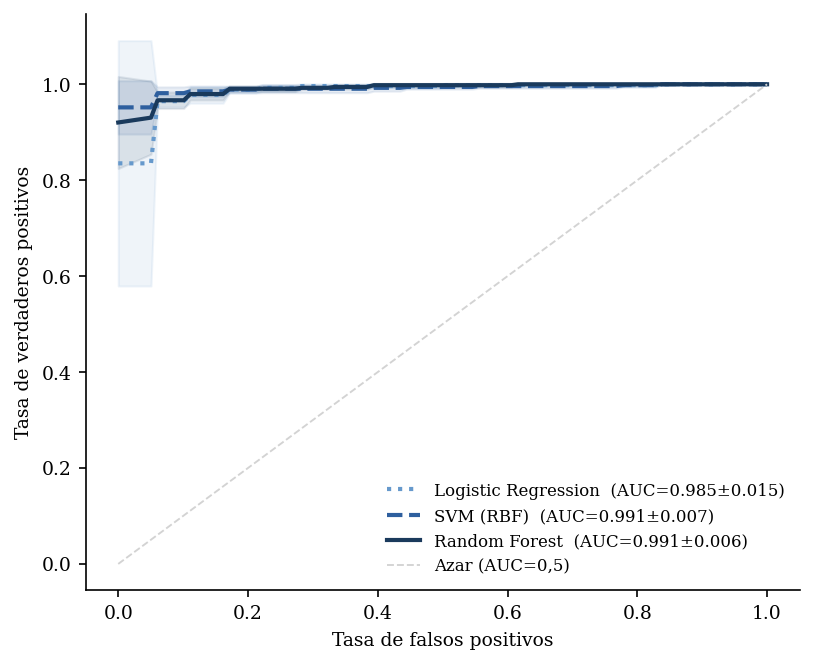 1.0
0.8
0.6
0.4
0.2
0.0
Tasa de verdaderos positivos
Logistic Regression  (AUC=0.985±0.015)
SVM (RBF)  (AUC=0.991±0.007)
Random Forest  (AUC=0.991±0.006)
Azar (AUC=0,5)
0.0 0.2 0.4 0.6 0.8 1.0
Tasa de falsos positivos